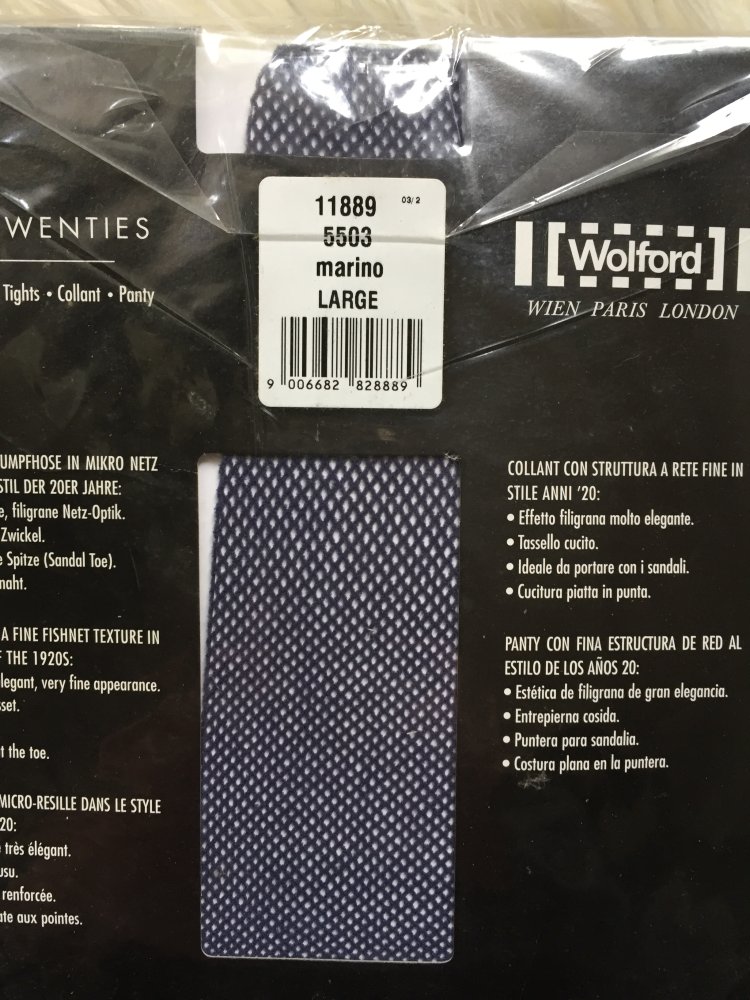 11889 03/2
5503
marino
LARGE
9 006682 828889
WENTIES
Tights • Collant • Panty
[Wolford]
WIEN PARIS LONDON
UMPFHOSE IN MIKRO NETZ
STIL DER 20ER JAHRE:
e, filigrane Netz-Optik.
Zwickel.
e Spitze (Sandal Toe).
naht.
A FINE FISHNET TEXTURE IN
F THE 1920S:
legant, very fine appearance.
sset.
t the toe.
MICRO-RESILLE DANS LE STYLE
20:
très élégant.
usu.
renforcée.
ate aux pointes.
COLLANT CON STRUTTURA A RETE FINE IN
STILE ANNI '20:
• Effetto filigrana molto elegante.
• Tassello cucito.
• Ideale da portare con i sandali.
• Cucitura piatta in punta.
PANTY CON FINA ESTRUCTURA DE RED AL
ESTILO DE LOS AÑOS 20:
• Estética de filigrana de gran elegancia.
• Entrepierna cosida.
• Puntera para sandalia.
• Costura plana en la puntera.